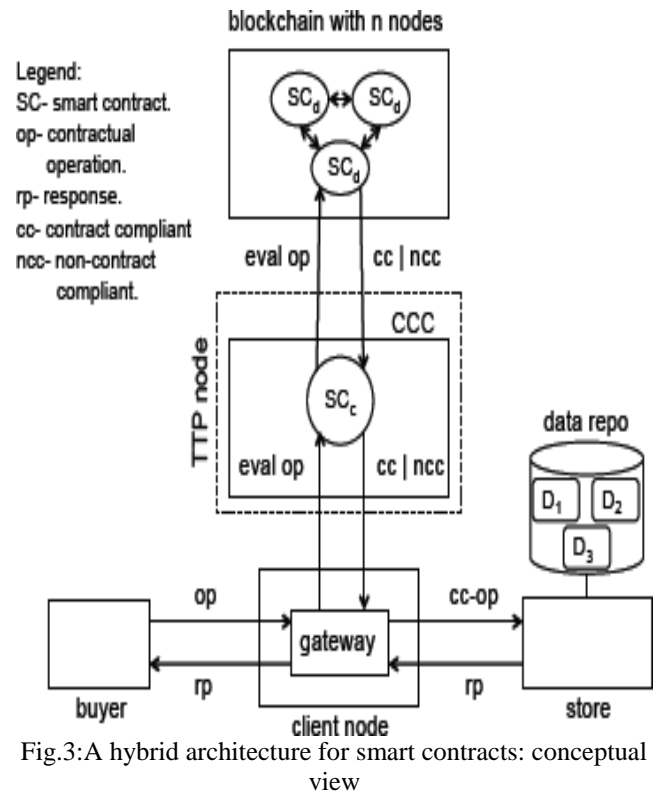 blockchain with n nodes
Legend:
SC- smart contract.
op- contractual
operation.
rp- response.
cc- contract compliant
ncc- non-contract
compliant.
SCd
SCd
SCd
eval op
cc | ncc
CCC
TTP node
SCc
eval op
cc | ncc
data repo
D1
D2
D3
op
cc-op
gateway
rp
rp
buyer
client node
store
Fig.3:A hybrid architecture for smart contracts: conceptual
view